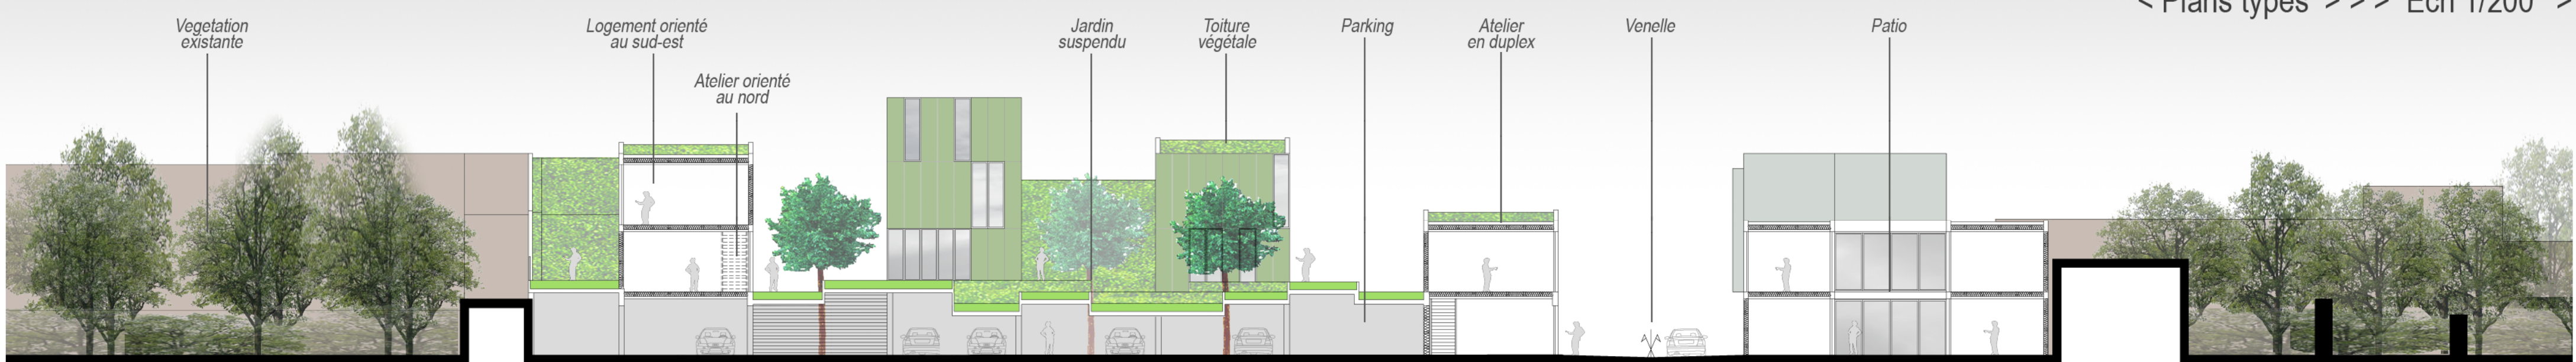 < Plans types > > > Ech 1/200 >
Vegetation
existante
Logement orienté
au sud-est
Atelier orienté
au nord
Jardin
suspendu
Toiture
végétale
Parking
Atelier
en duplex
Venelle
Patio